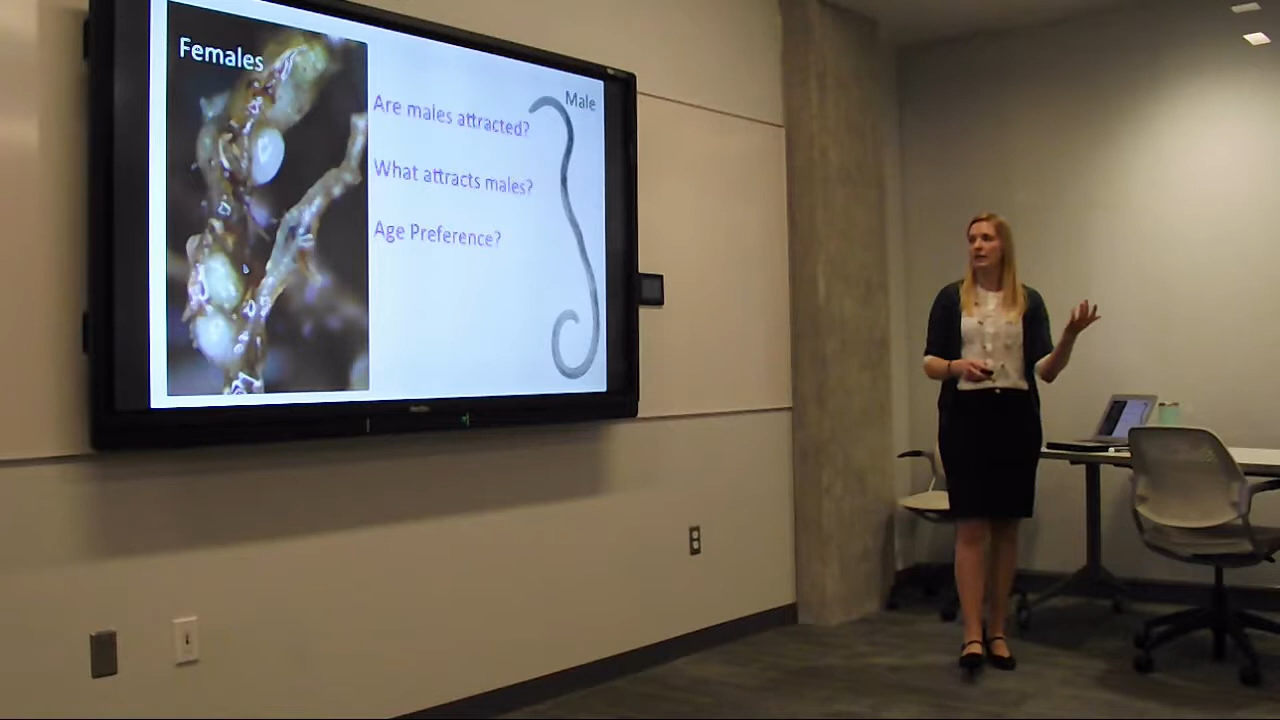 Females
Male
Are males attracted?
What attracts males?
Age Preference?